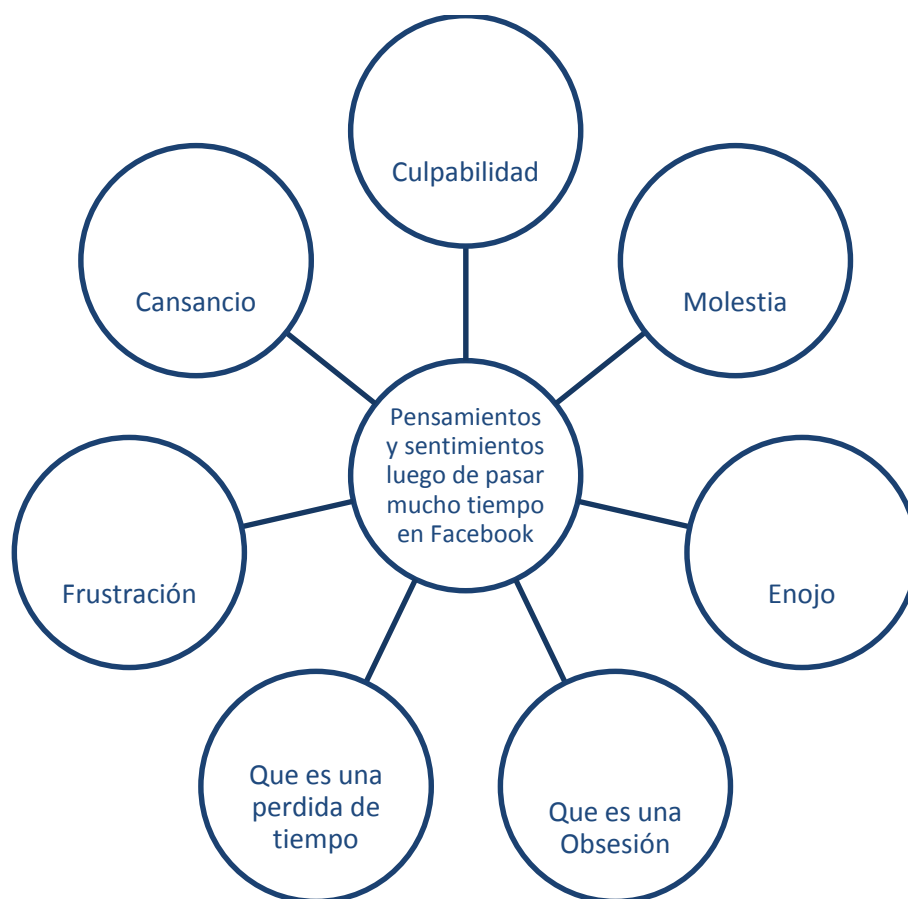 Culpabilidad
Cansancio
Molestia
Pensamientos
y sentimientos
luego de pasar
mucho tiempo
en Facebook
Frustración
Enojo
Que es una
perdida de
tiempo
Que es una
Obsesión